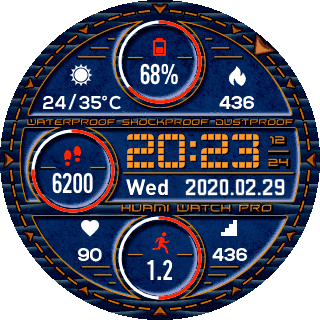 68%
24/35°C
436
WATERPROOF SHOCKPROOF DUSTPROOF
20:23
12
24
6200
Wed 2020.02.29
HUAMI WATCH PRO
90
436
1.2